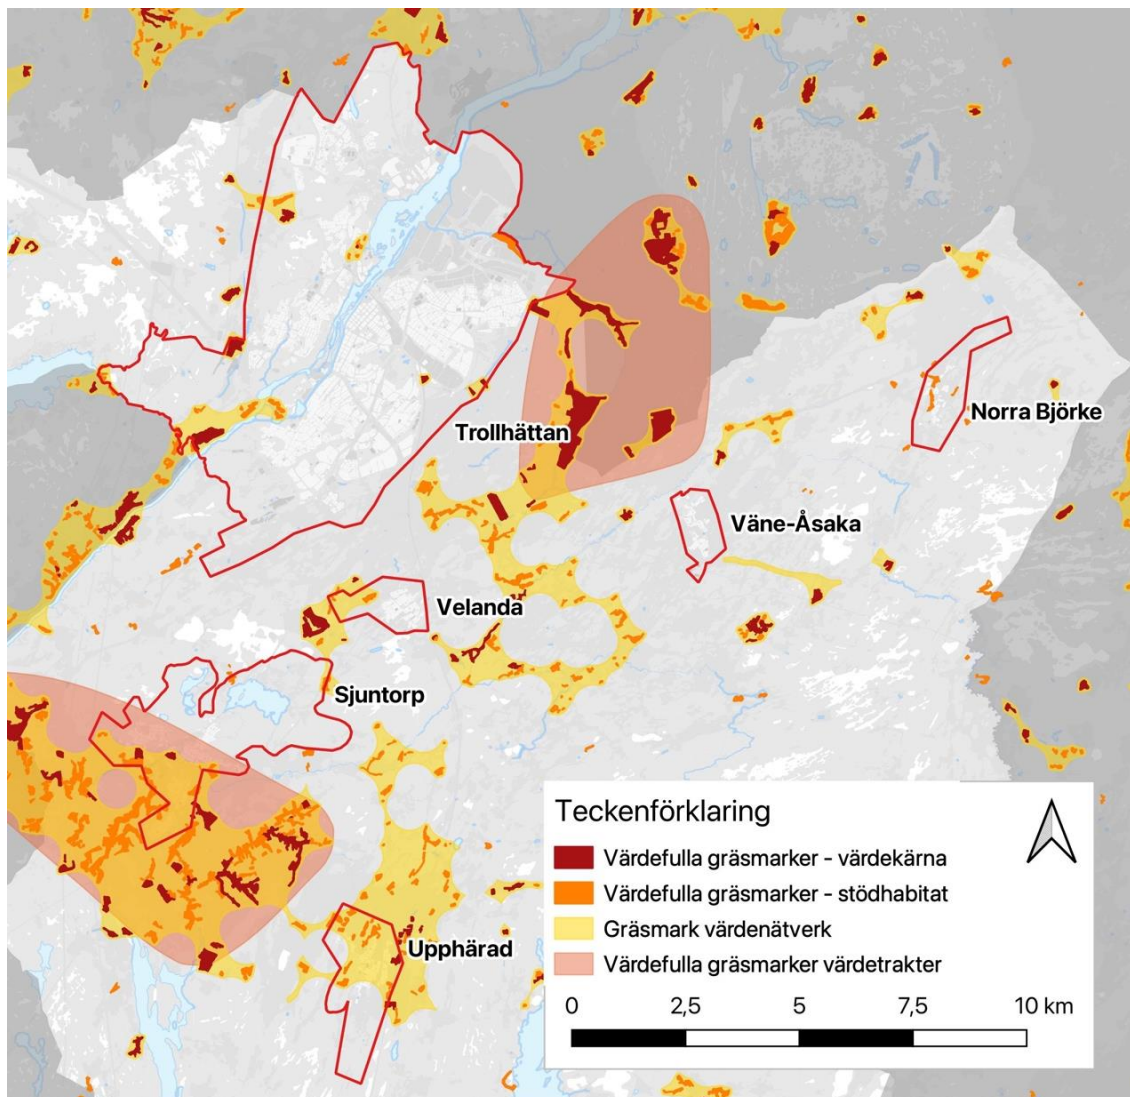 Trollhättan
Norra Björke
Väne-Åsaka
Velanda
Sjuntorp
Upphärad
Teckenförklaring
Värdefulla gräsmarker - värdekärna
Värdefulla gräsmarker - stödhabitat
Gräsmark värdenätverk
Värdefulla gräsmarker värdetrakter
0 2,5 5 7,5 10 km